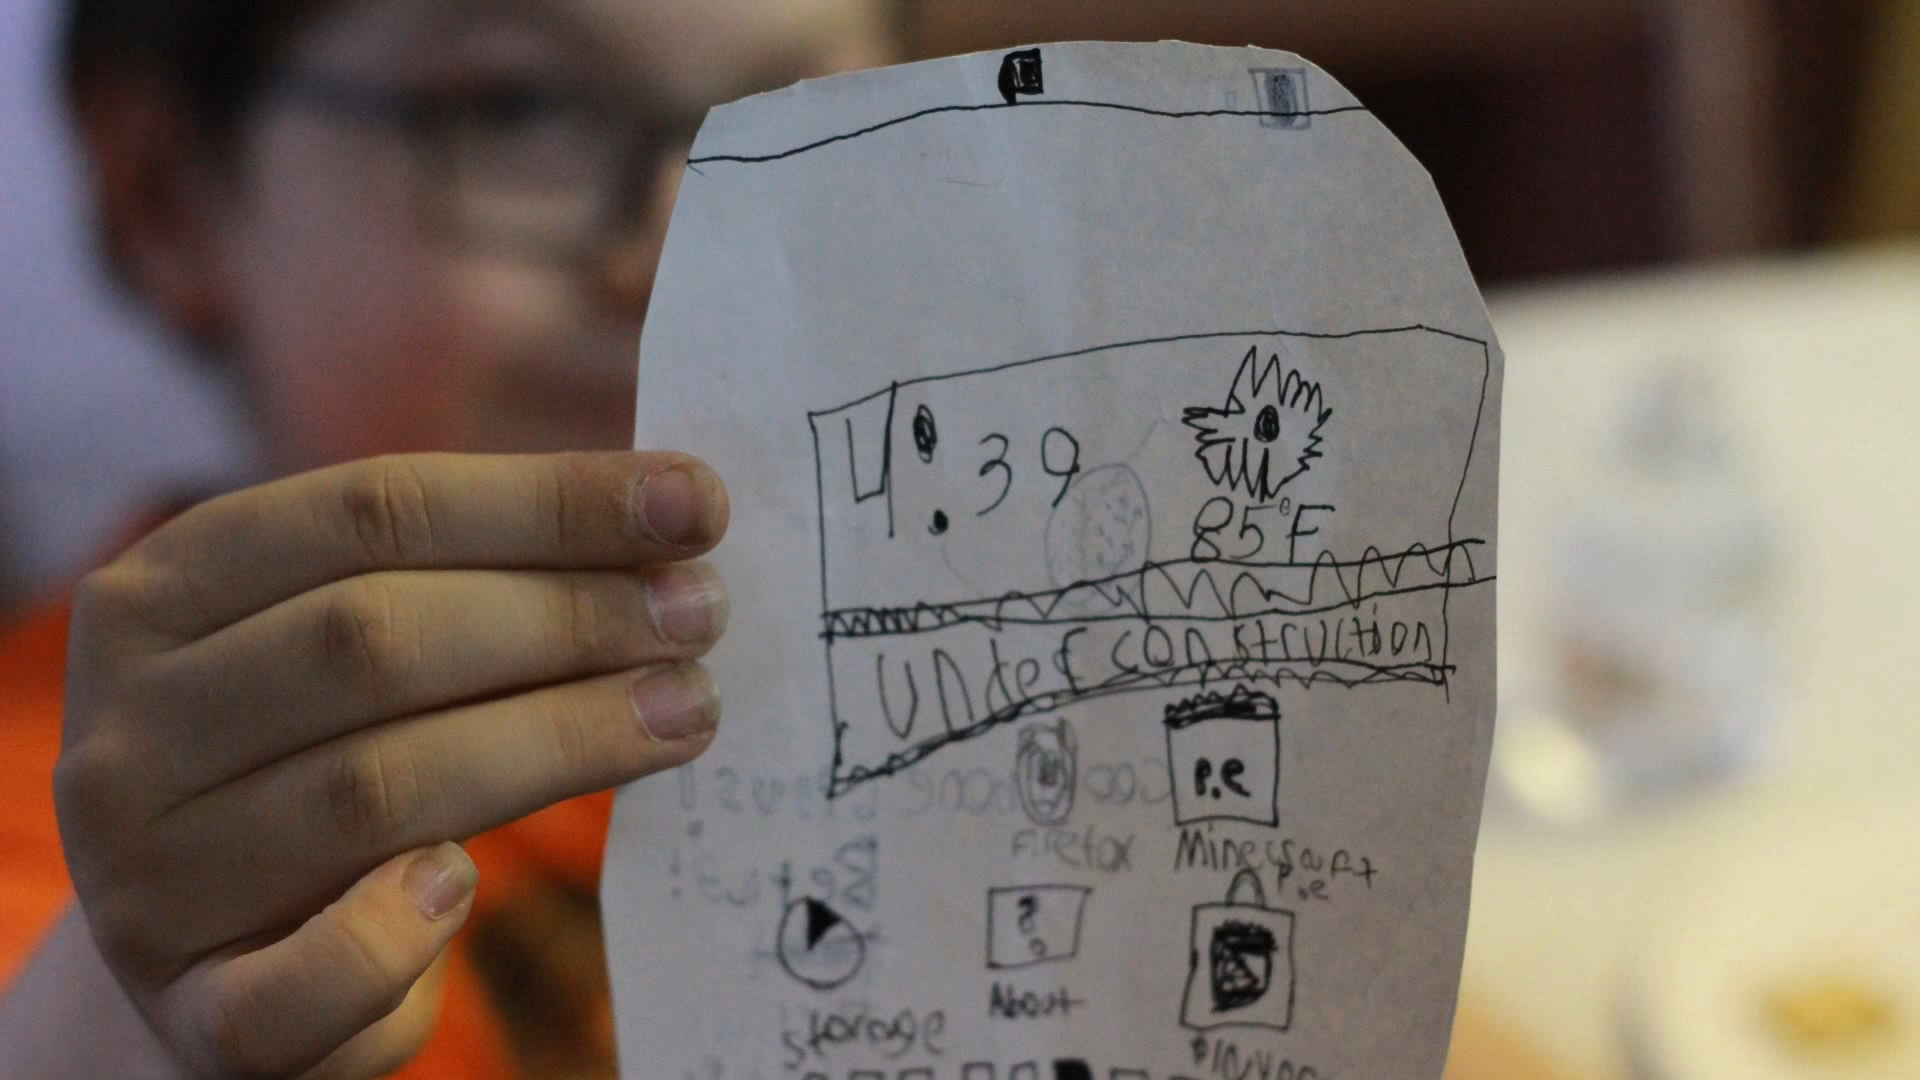 4:39
85°F
Under construction
p.e
Firefox Minecraft
p.e
?
storage About